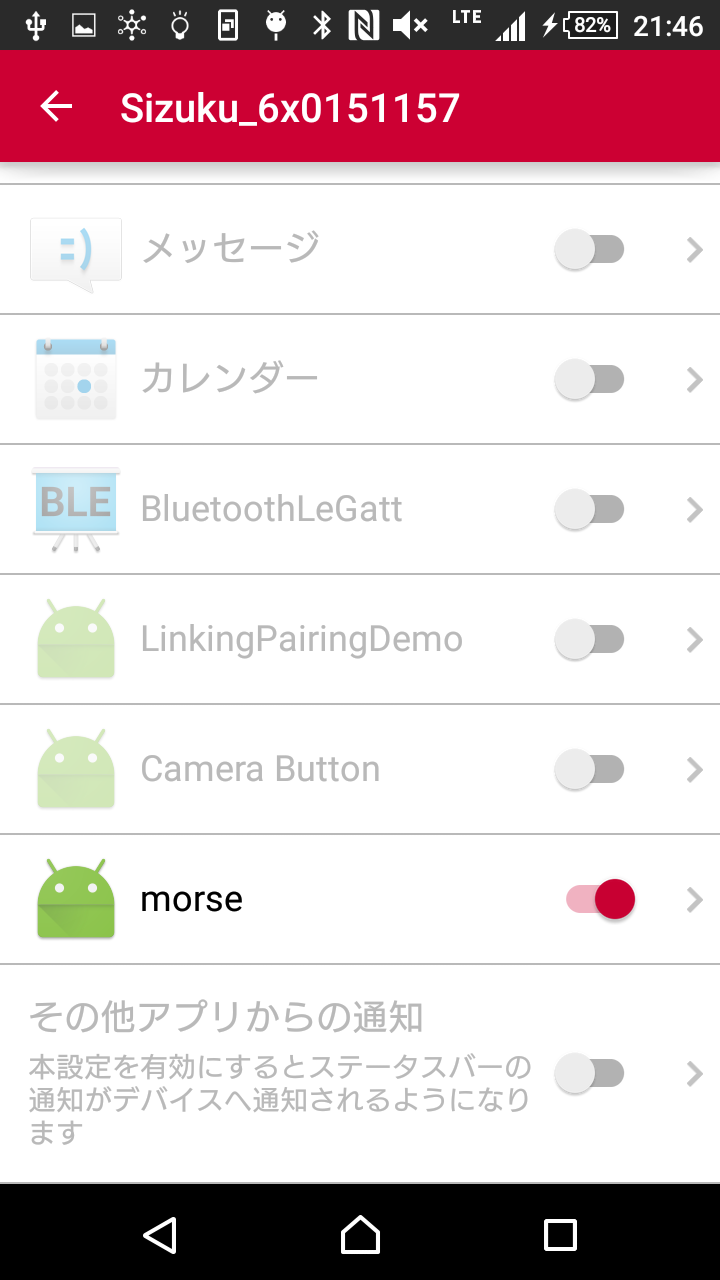 LTE 82% 21:46
Sizuku_6x0151157
=) メッセージ
カレンダー
BLE BluetoothLeGatt
LinkingPairingDemo
Camera Button
morse
その他アプリからの通知
本設定を有効にするとステータスバーの
通知がデバイスへ通知されるようになり
ます